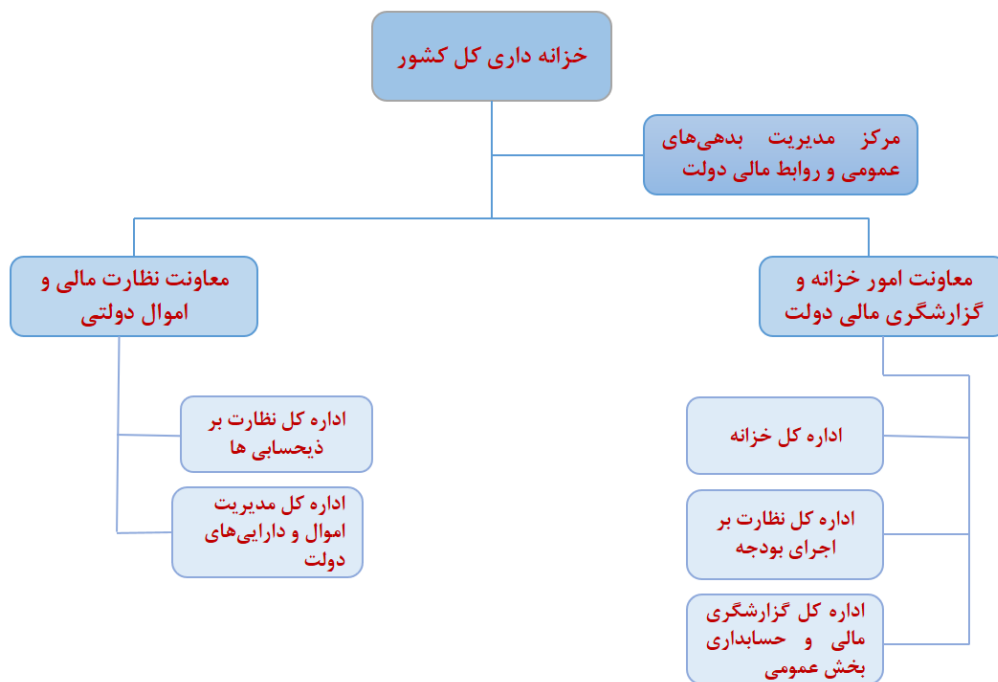 خزانه داری کل کشور
مرکز مدیریت بدهی‌های
عمومی و روابط مالی دولت
معاونت امور خزانه و
گزارشگری مالی دولت
معاونت نظارت مالی و
اموال دولتی
اداره کل خزانه
اداره کل نظارت بر
اجرای بودجه
اداره کل گزارشگری
مالی و حسابداری
بخش عمومی
اداره کل نظارت بر
ذیحسابی ها
اداره کل مدیریت
اموال و دارایی‌های
دولت